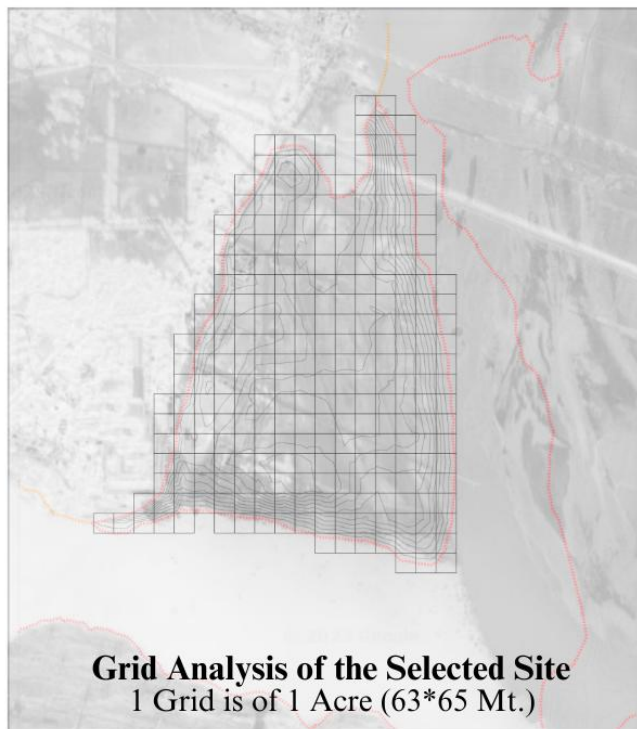 Grid Analysis of the Selected Site
1 Grid is of 1 Acre (63*65 Mt.)